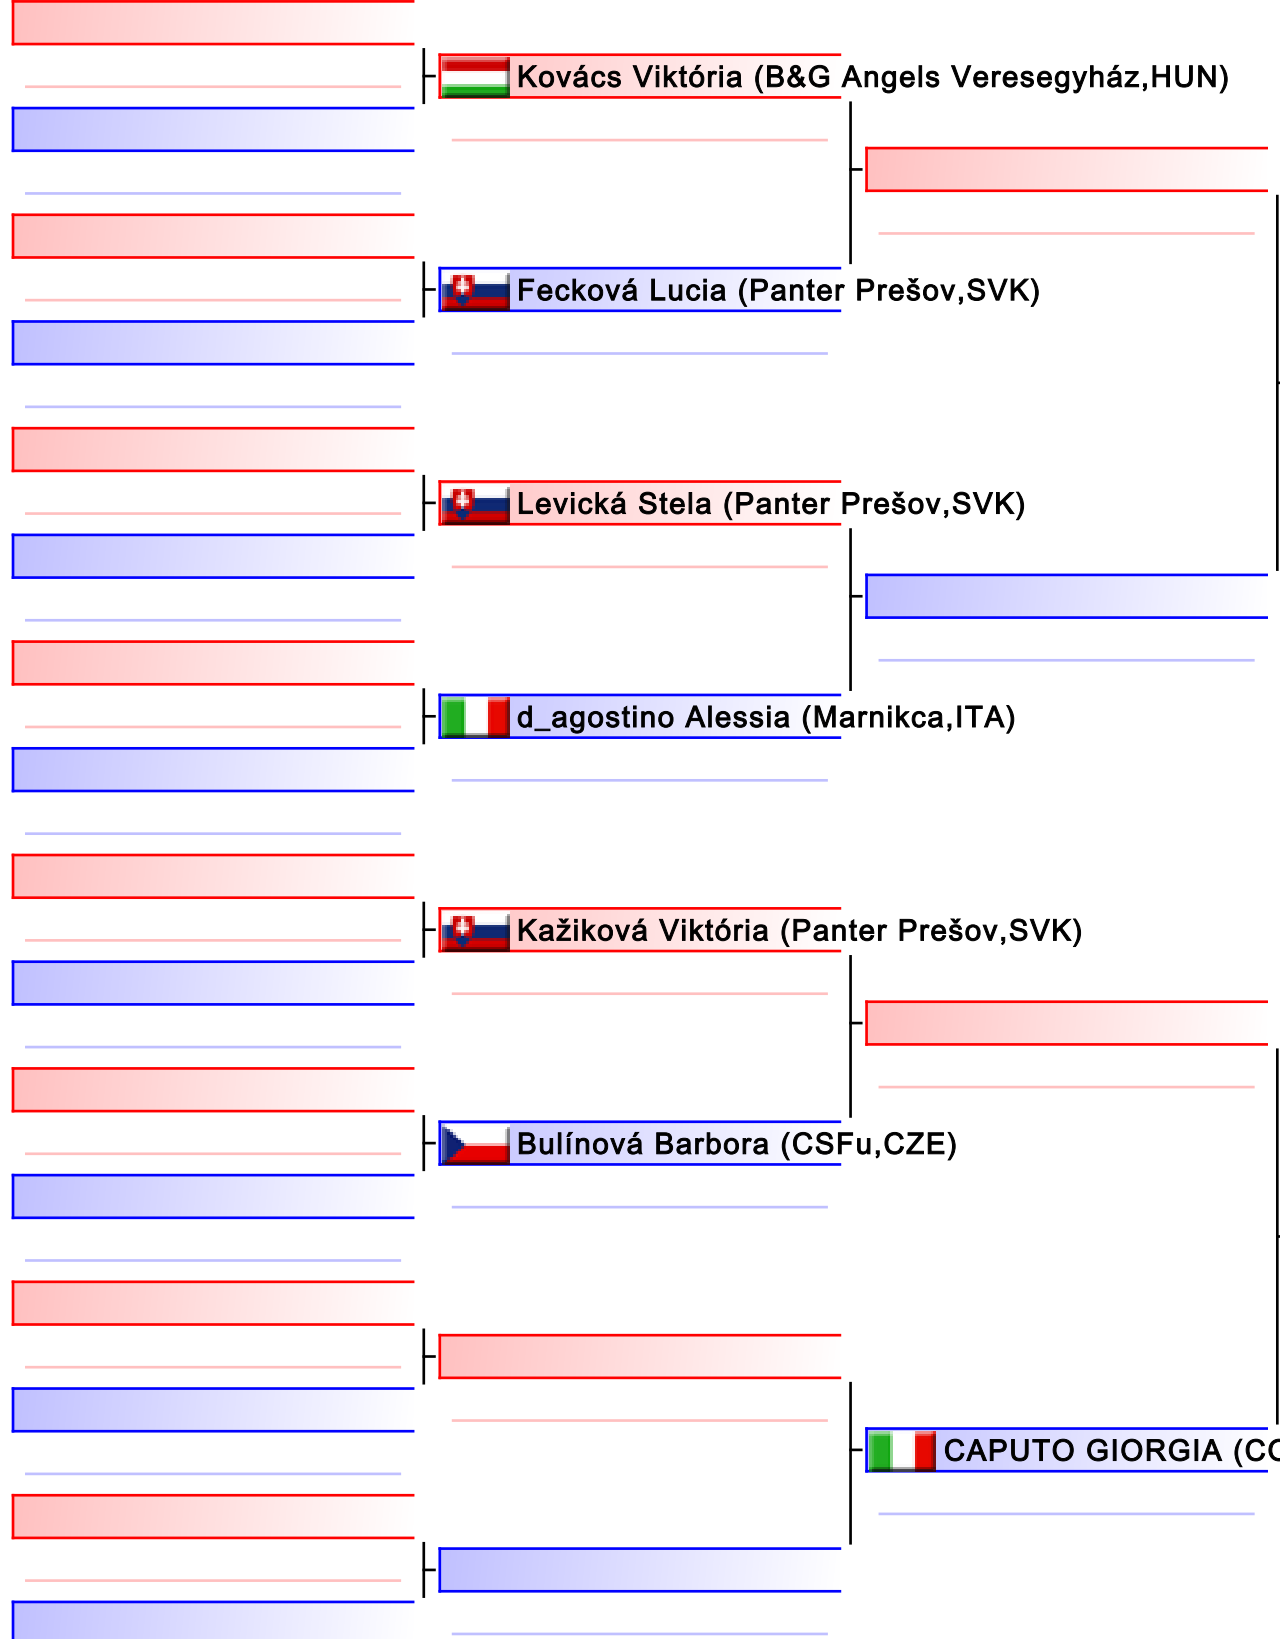 Kovács Viktória (B&G Angels Veresegyház,HUN)
Fecková Lucia (Panter Prešov,SVK)
Levická Stela (Panter Prešov,SVK)
d_agostino Alessia (Marnikca,ITA)
Kažiková Viktória (Panter Prešov,SVK)
Bulínová Barbora (CSFu,CZE)
CAPUTO GIORGIA